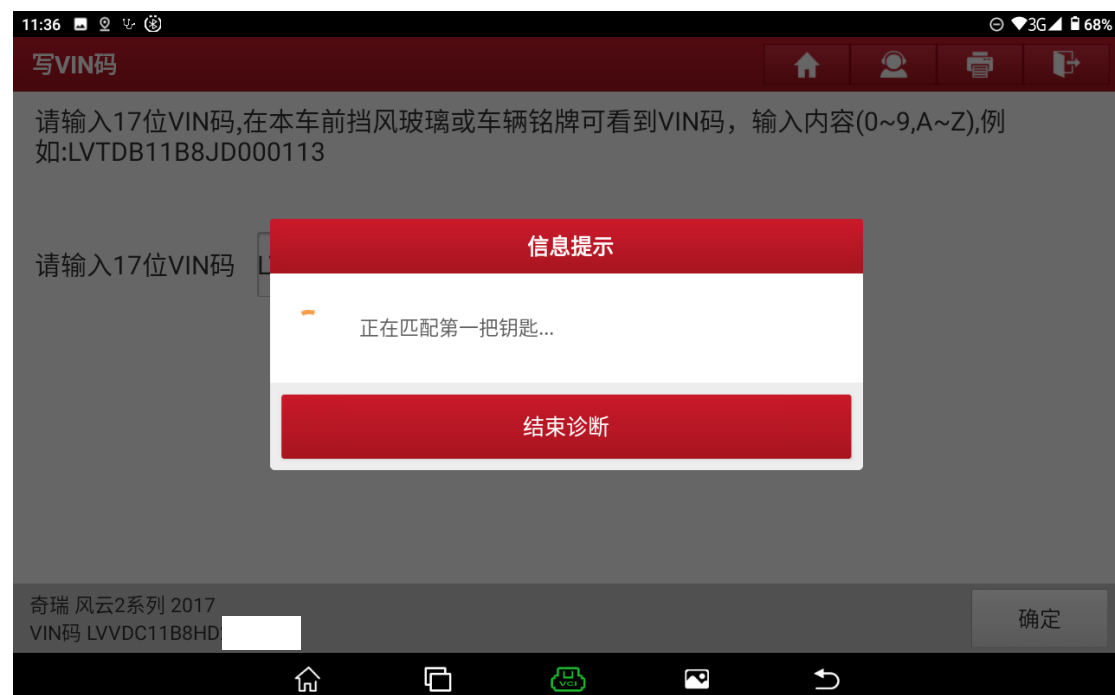 11:36
3G
68%
写VIN码
请输入17位VIN码,在本车前挡风玻璃或车辆铭牌可看到VIN码，输入内容(0~9,A~Z),例
如:LVTDB11B8JD000113
请输入17位VIN码
信息提示
正在匹配第一把钥匙...
结束诊断
奇瑞 风云2系列 2017
VIN码 LVVDC11B8HD
确定
VCI